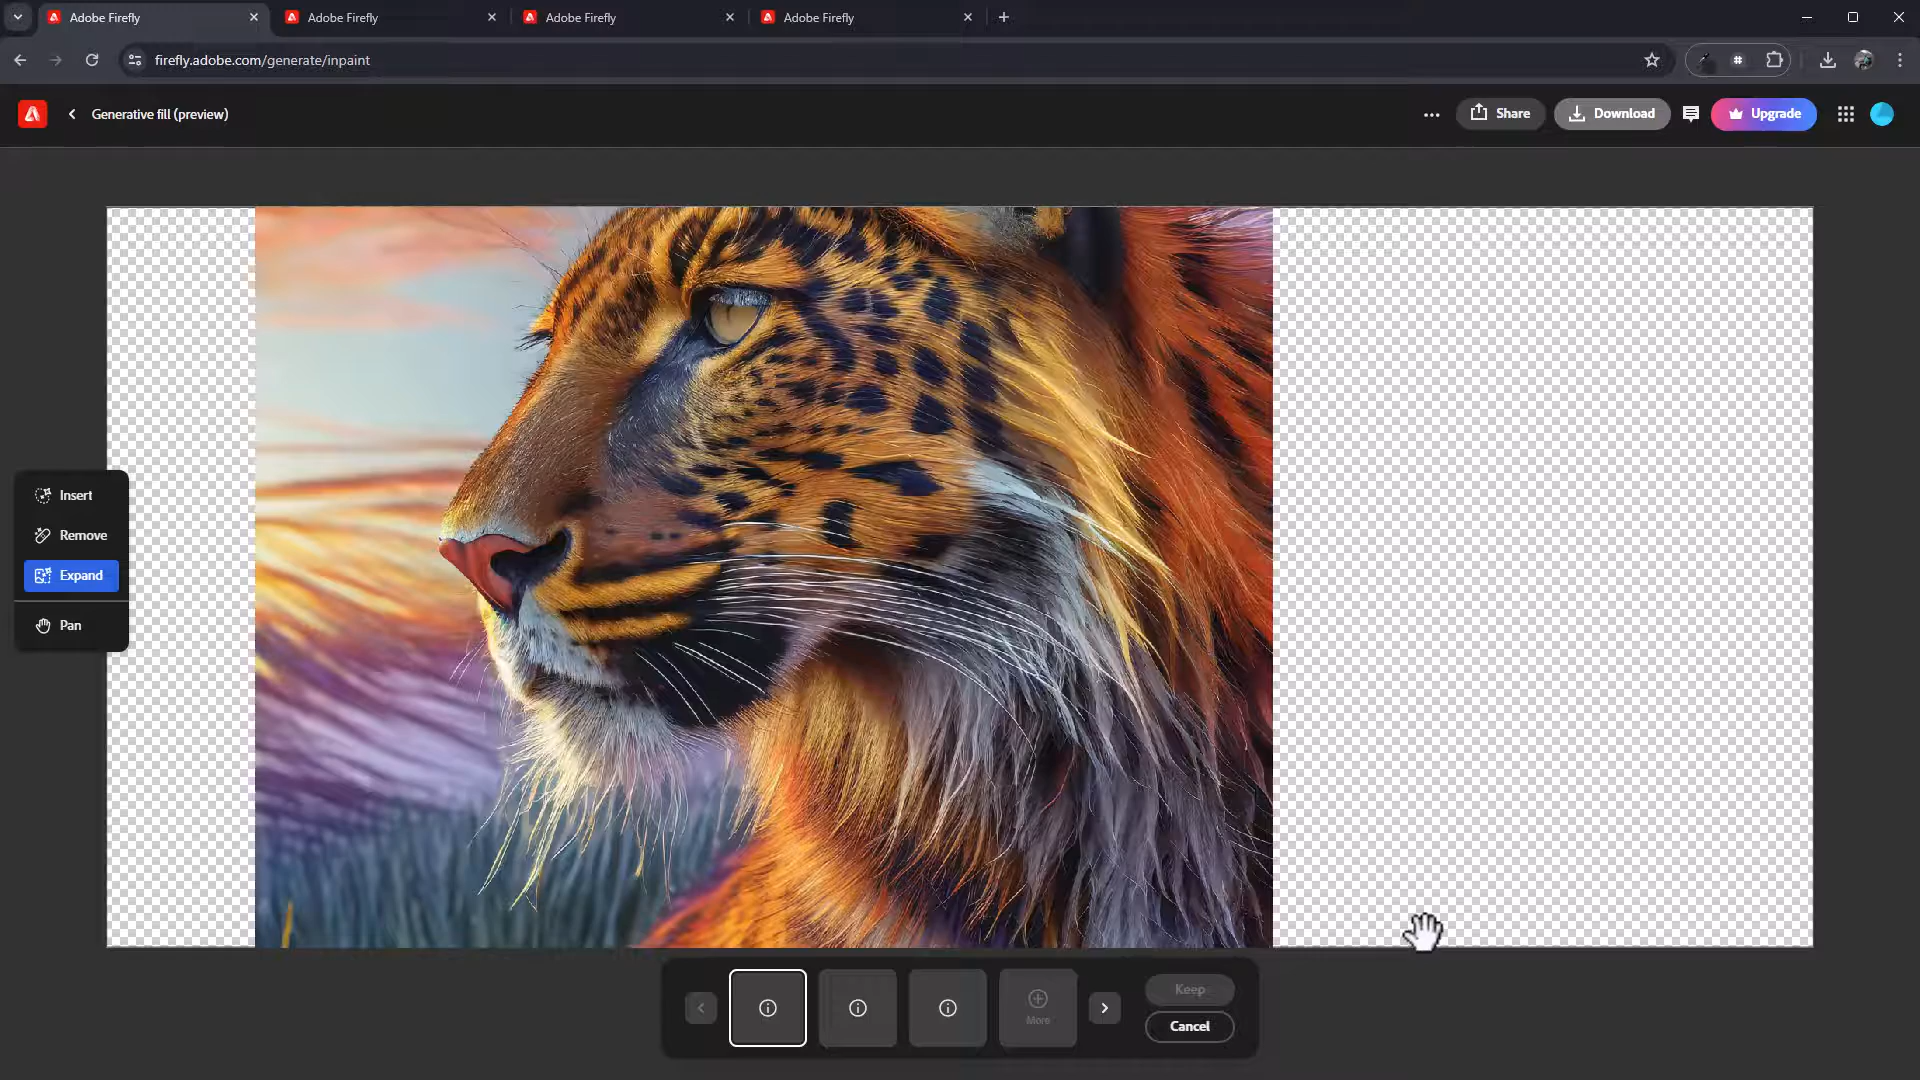 Adobe Firefly
Adobe Firefly
Adobe Firefly
Adobe Firefly
firefly.adobe.com/generate/inpaint
Generative fill (preview)
Share
Download
Upgrade
Insert
Remove
Expand
Pan
More
Keep
Cancel